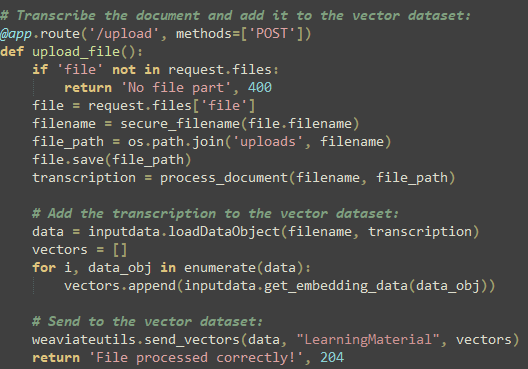 # Transcribe the document and add it to the vector dataset:
@app.route('/upload', methods=['POST'])
def upload_file():
    if 'file' not in request.files:
        return 'No file part', 400
    file = request.files['file']
    filename = secure_filename(file.filename)
    file_path = os.path.join('uploads', filename)
    file.save(file_path)
    transcription = process_document(filename, file_path)

    # Add the transcription to the vector dataset:
    data = inputdata.loadDataObject(filename, transcription)
    vectors = []
    for i, data_obj in enumerate(data):
        vectors.append(inputdata.get_embedding_data(data_obj))

    # Send to the vector dataset:
    weaviateutils.send_vectors(data, "LearningMaterial", vectors)
    return 'File processed correctly!', 204